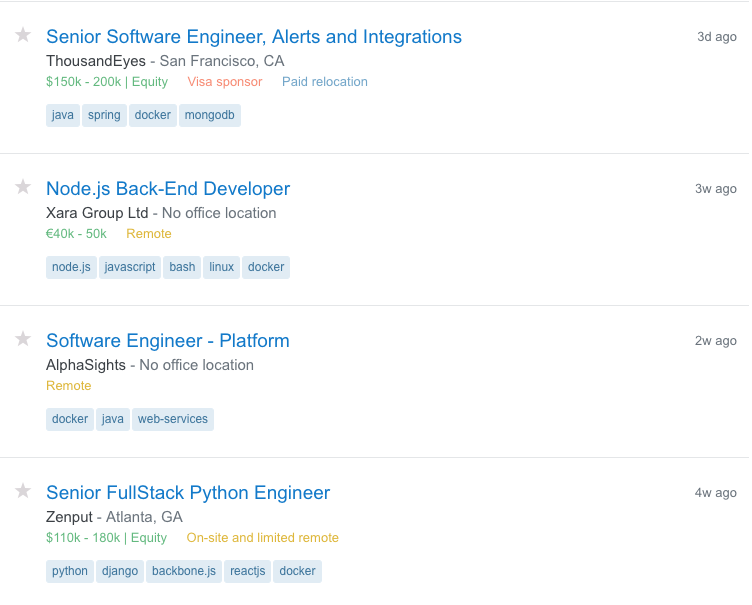 Senior Software Engineer, Alerts and Integrations 3d ago
ThousandEyes - San Francisco, CA
$150k - 200k | Equity Visa sponsor Paid relocation
java spring docker mongodb
Node.js Back-End Developer 3w ago
Xara Group Ltd - No office location
€40k - 50k Remote
node.js javascript bash linux docker
Software Engineer - Platform 2w ago
AlphaSights - No office location
Remote
docker java web-services
Senior FullStack Python Engineer 4w ago
Zenput - Atlanta, GA
$110k - 180k | Equity On-site and limited remote
python django backbone.js reactjs docker